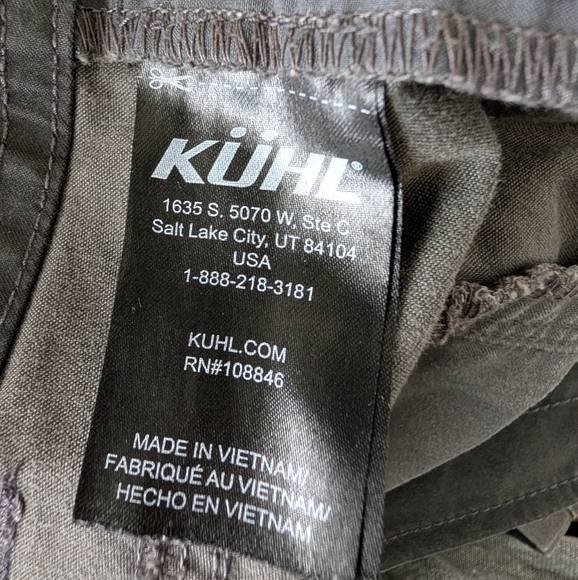 KÜHL®
1635 S. 5070 W. Ste C
Salt Lake City, UT 84104
USA
1-888-218-3181
KUHL.COM
RN#108846
MADE IN VIETNAM/
FABRIQUÉ AU VIETNAM/
HECHO EN VIETNAM